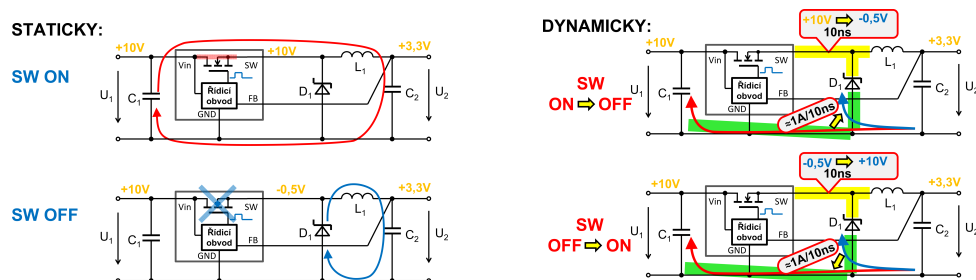 STATICKY:
+10V
+10V
+3,3V
SW ON
Vin
SW
L1
U1
C1
Řídicí
obvod
FB
GND
D1
C2
U2
+10V
-0,5V
+3,3V
SW OFF
Vin
SW
L1
U1
C1
Řídicí
obvod
FB
GND
D1
C2
U2
DYNAMICKY:
+10V -0,5V
10ns
+10V
+3,3V
SW
ON OFF
Vin
SW
L1
U1
C1
Řídicí
obvod
FB
GND
D1
≈1A/10ns
C2
U2
-0,5V +10V
10ns
+10V
+3,3V
SW
OFF ON
Vin
SW
L1
U1
C1
Řídicí
obvod
FB
GND
D1
≈1A/10ns
C2
U2